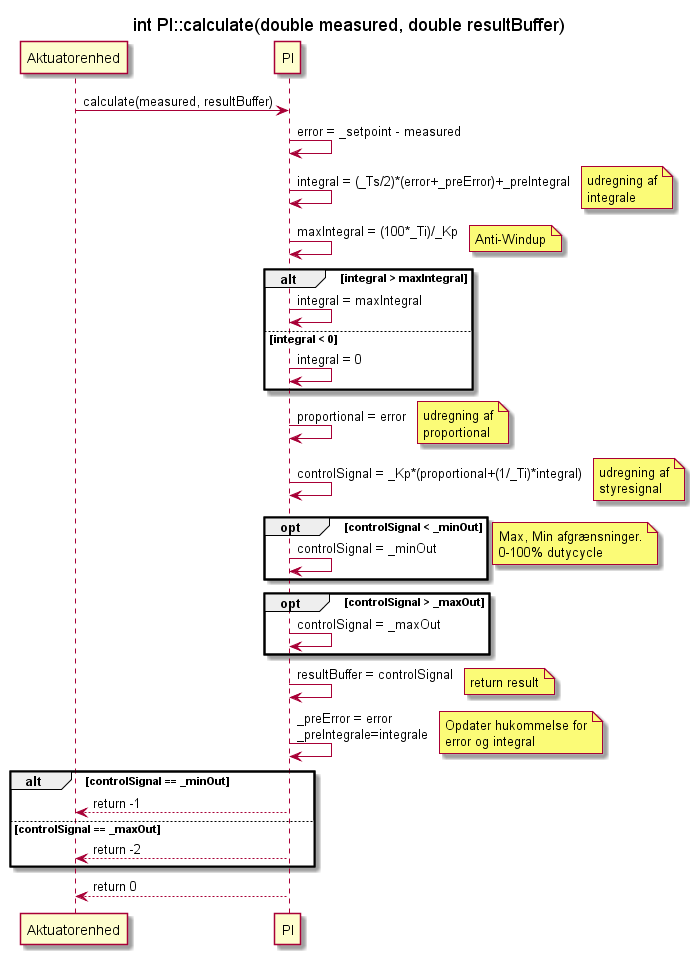 int PI::calculate(double measured, double resultBuffer)
Aktuatorenhed
PI
calculate(measured, resultBuffer)
error = _setpoint - measured
integral = (_Ts/2)*(error+_preError)+_preIntegral
udregning af
integrale
maxIntegral = (100*_Ti)/_Kp
Anti-Windup
alt
[integral > maxIntegral]
integral = maxIntegral
[integral < 0]
integral = 0
proportional = error
udregning af
proportional
controlSignal = _Kp*(proportional+(1/_Ti)*integral)
udregning af
styresignal
opt
[controlSignal < _minOut]
controlSignal = _minOut
Max, Min afgrænsninger.
0-100% dutycycle
opt
[controlSignal > _maxOut]
controlSignal = _maxOut
resultBuffer = controlSignal
return result
_preError = error
_preIntegrale=integrale
Opdater hukommelse for
error og integral
alt
[controlSignal == _minOut]
return -1
[controlSignal == _maxOut]
return -2
return 0
Aktuatorenhed
PI